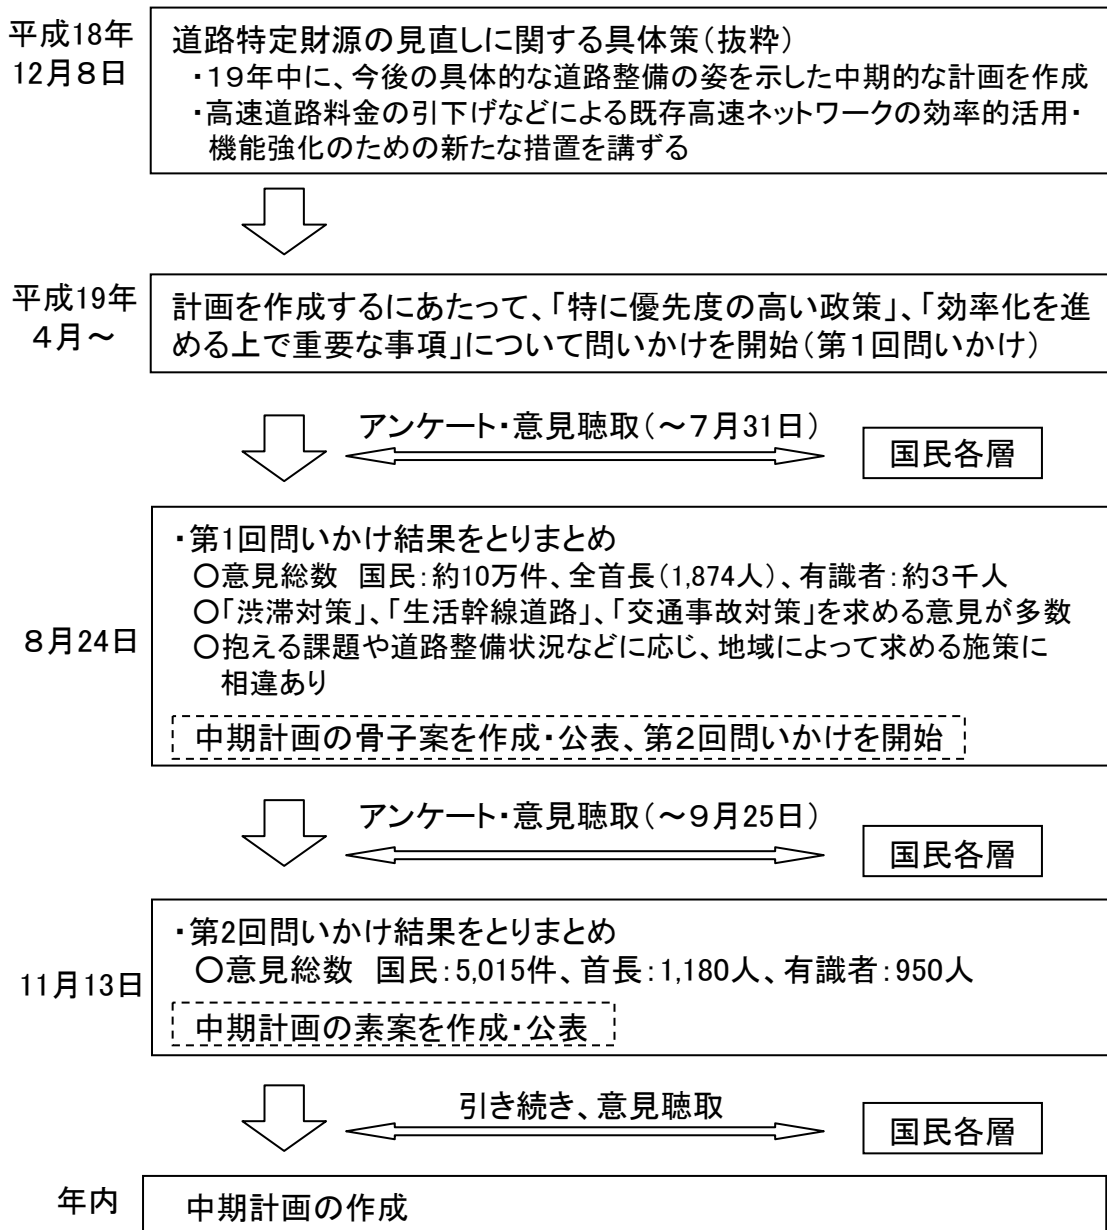 平成18年
12月８日
道路特定財源の見直しに関する具体策（抜粋）
・１９年中に、今後の具体的な道路整備の姿を示した中期的な計画を作成
・高速道路料金の引下げなどによる既存高速ネットワークの効率的活用・
機能強化のための新たな措置を講ずる
平成19年
４月～
計画を作成するにあたって、「特に優先度の高い政策」、「効率化を進
める上で重要な事項」について問いかけを開始（第１回問いかけ）
アンケート・意見聴取（～７月31日）
国民各層
８月24日
・第1回問いかけ結果をとりまとめ
○意見総数　国民：約10万件、全首長（1,874人）、有識者：約３千人
○「渋滞対策」、「生活幹線道路」、「交通事故対策」を求める意見が多数
○抱える課題や道路整備状況などに応じ、地域によって求める施策に
相違あり
中期計画の骨子案を作成・公表、第２回問いかけを開始
アンケート・意見聴取（～９月25日）
国民各層
11月13日
・第2回問いかけ結果をとりまとめ
○意見総数　国民：5,015件、首長：1,180人、有識者：950人
中期計画の素案を作成・公表
引き続き、意見聴取
国民各層
年内
中期計画の作成